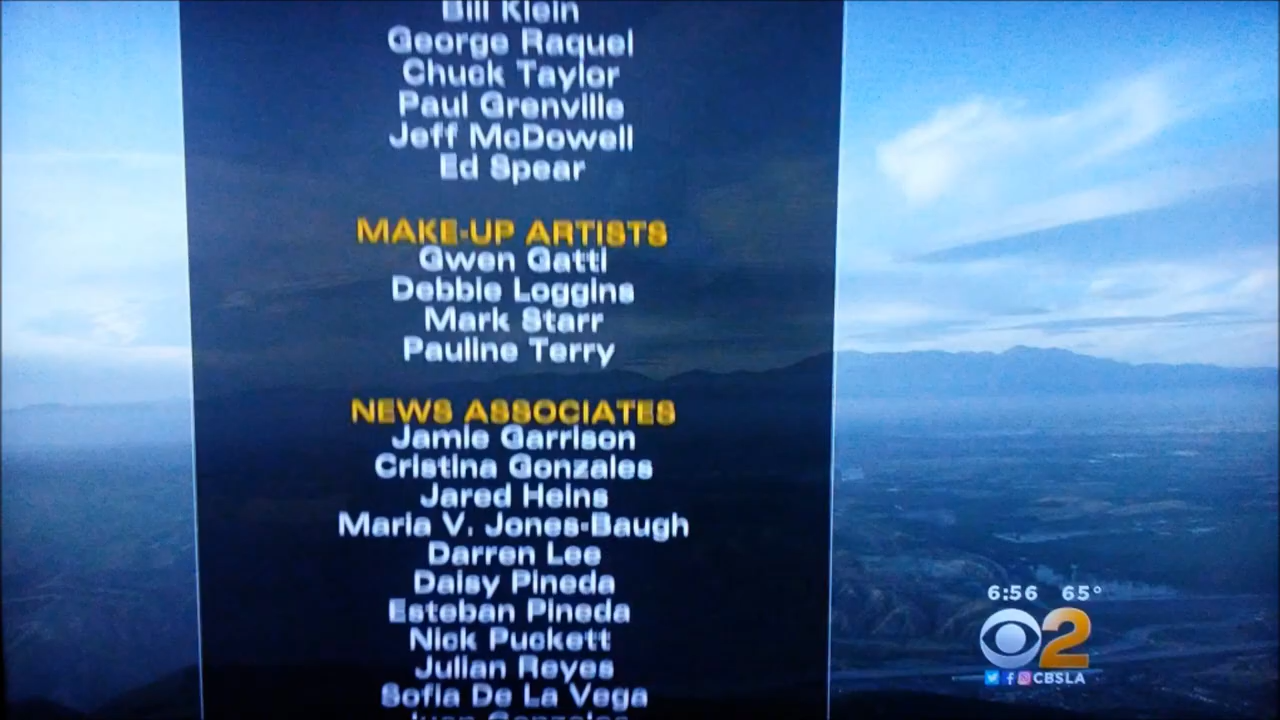 Bill Klein
George Raquel
Chuck Taylor
Paul Grenville
Jeff McDowell
Ed Spear
MAKE-UP ARTISTS
Gwen Gatti
Debbie Loggins
Mark Starr
Pauline Terry
NEWS ASSOCIATES
Jamie Garrison
Cristina Gonzales
Jared Heins
Maria V. Jones-Baugh
Darren Lee
Daisy Pineda
Esteban Pineda
Nick Puckett
Julian Reyes
Sofia De La Vega
Juan Gonzales
6:56 65°
2
CBSLA